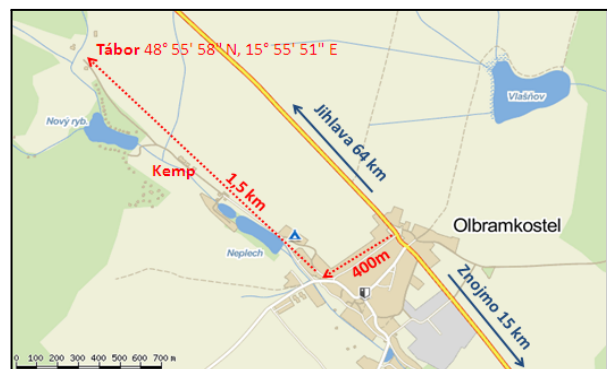 Tábor 48° 55' 58" N, 15° 55' 51" E
Vlašňov
Jihlava 64 km
Nový ryb.
Kemp
1,5 km
Olbramkostel
Neplech
400m
Znojmo 15 km
0 100 200 300 400 500 600 700 m